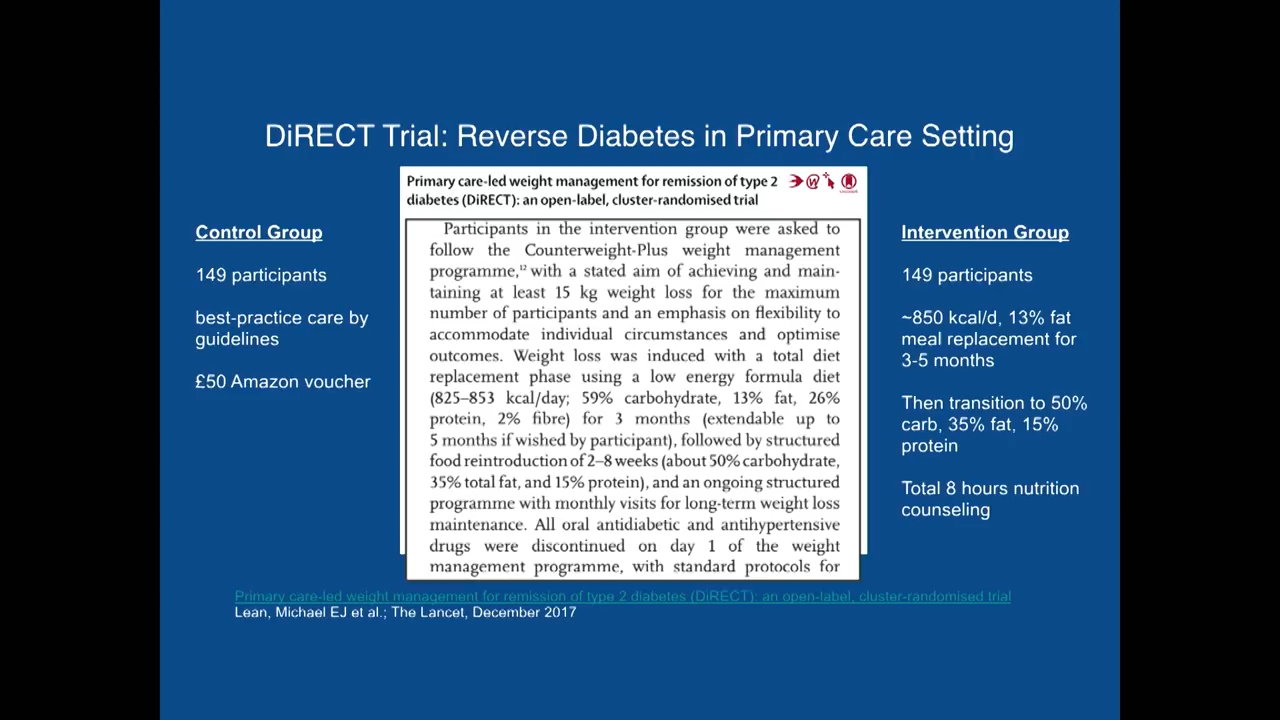 DiRECT Trial: Reverse Diabetes in Primary Care Setting
Primary care-led weight management for remission of type 2
diabetes (DiRECT): an open-label, cluster-randomised trial
Control Group
149 participants
best-practice care by
guidelines
£50 Amazon voucher
Participants in the intervention group were asked to
follow the Counterweight-Plus weight management
programme,¹² with a stated aim of achieving and main-
taining at least 15 kg weight loss for the maximum
number of participants and an emphasis on flexibility to
accommodate individual circumstances and optimise
outcomes. Weight loss was induced with a total diet
replacement phase using a low energy formula diet
(825–853 kcal/day; 59% carbohydrate, 13% fat, 26%
protein, 2% fibre) for 3 months (extendable up to
5 months if wished by participant), followed by structured
food reintroduction of 2–8 weeks (about 50% carbohydrate,
35% total fat, and 15% protein), and an ongoing structured
programme with monthly visits for long-term weight loss
maintenance. All oral antidiabetic and antihypertensive
drugs were discontinued on day 1 of the weight
management programme, with standard protocols for
Intervention Group
149 participants
~850 kcal/d, 13% fat
meal replacement for
3-5 months
Then transition to 50%
carb, 35% fat, 15%
protein
Total 8 hours nutrition
counseling
Primary care-led weight management for remission of type 2 diabetes (DiRECT): an open-label, cluster-randomised trial
Lean, Michael EJ et al.; The Lancet, December 2017